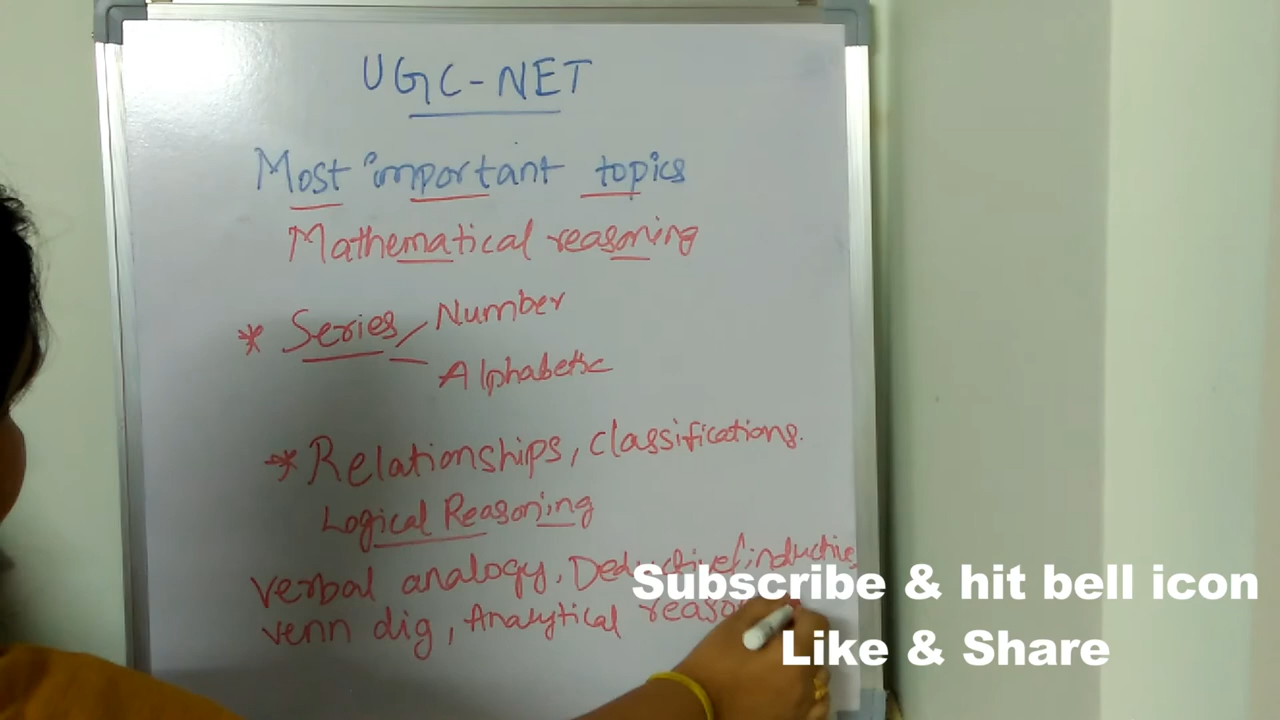 UGC-NET
Most important topics
Mathematical reasoning
* Series Number
Alphabetic
* Relationships, classifications.
Logical Reasoning
Verbal analogy, Deductive & inductive,
venn dig, Analytical
Subscribe & hit bell icon
Like & Share